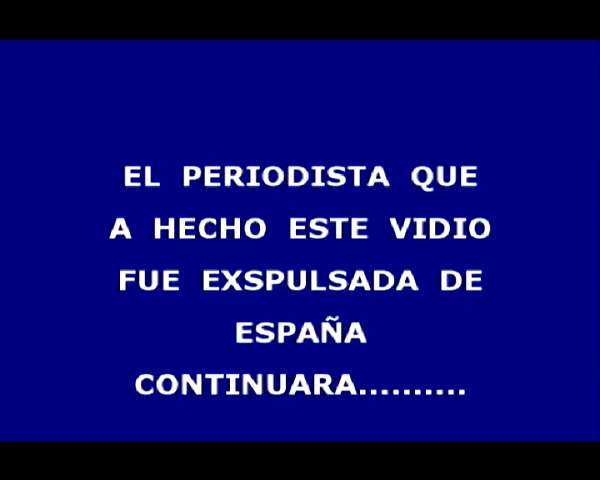 EL PERIODISTA QUE
A HECHO ESTE VIDIO
FUE EXSPULSADA DE
ESPAÑA
CONTINUARA..........